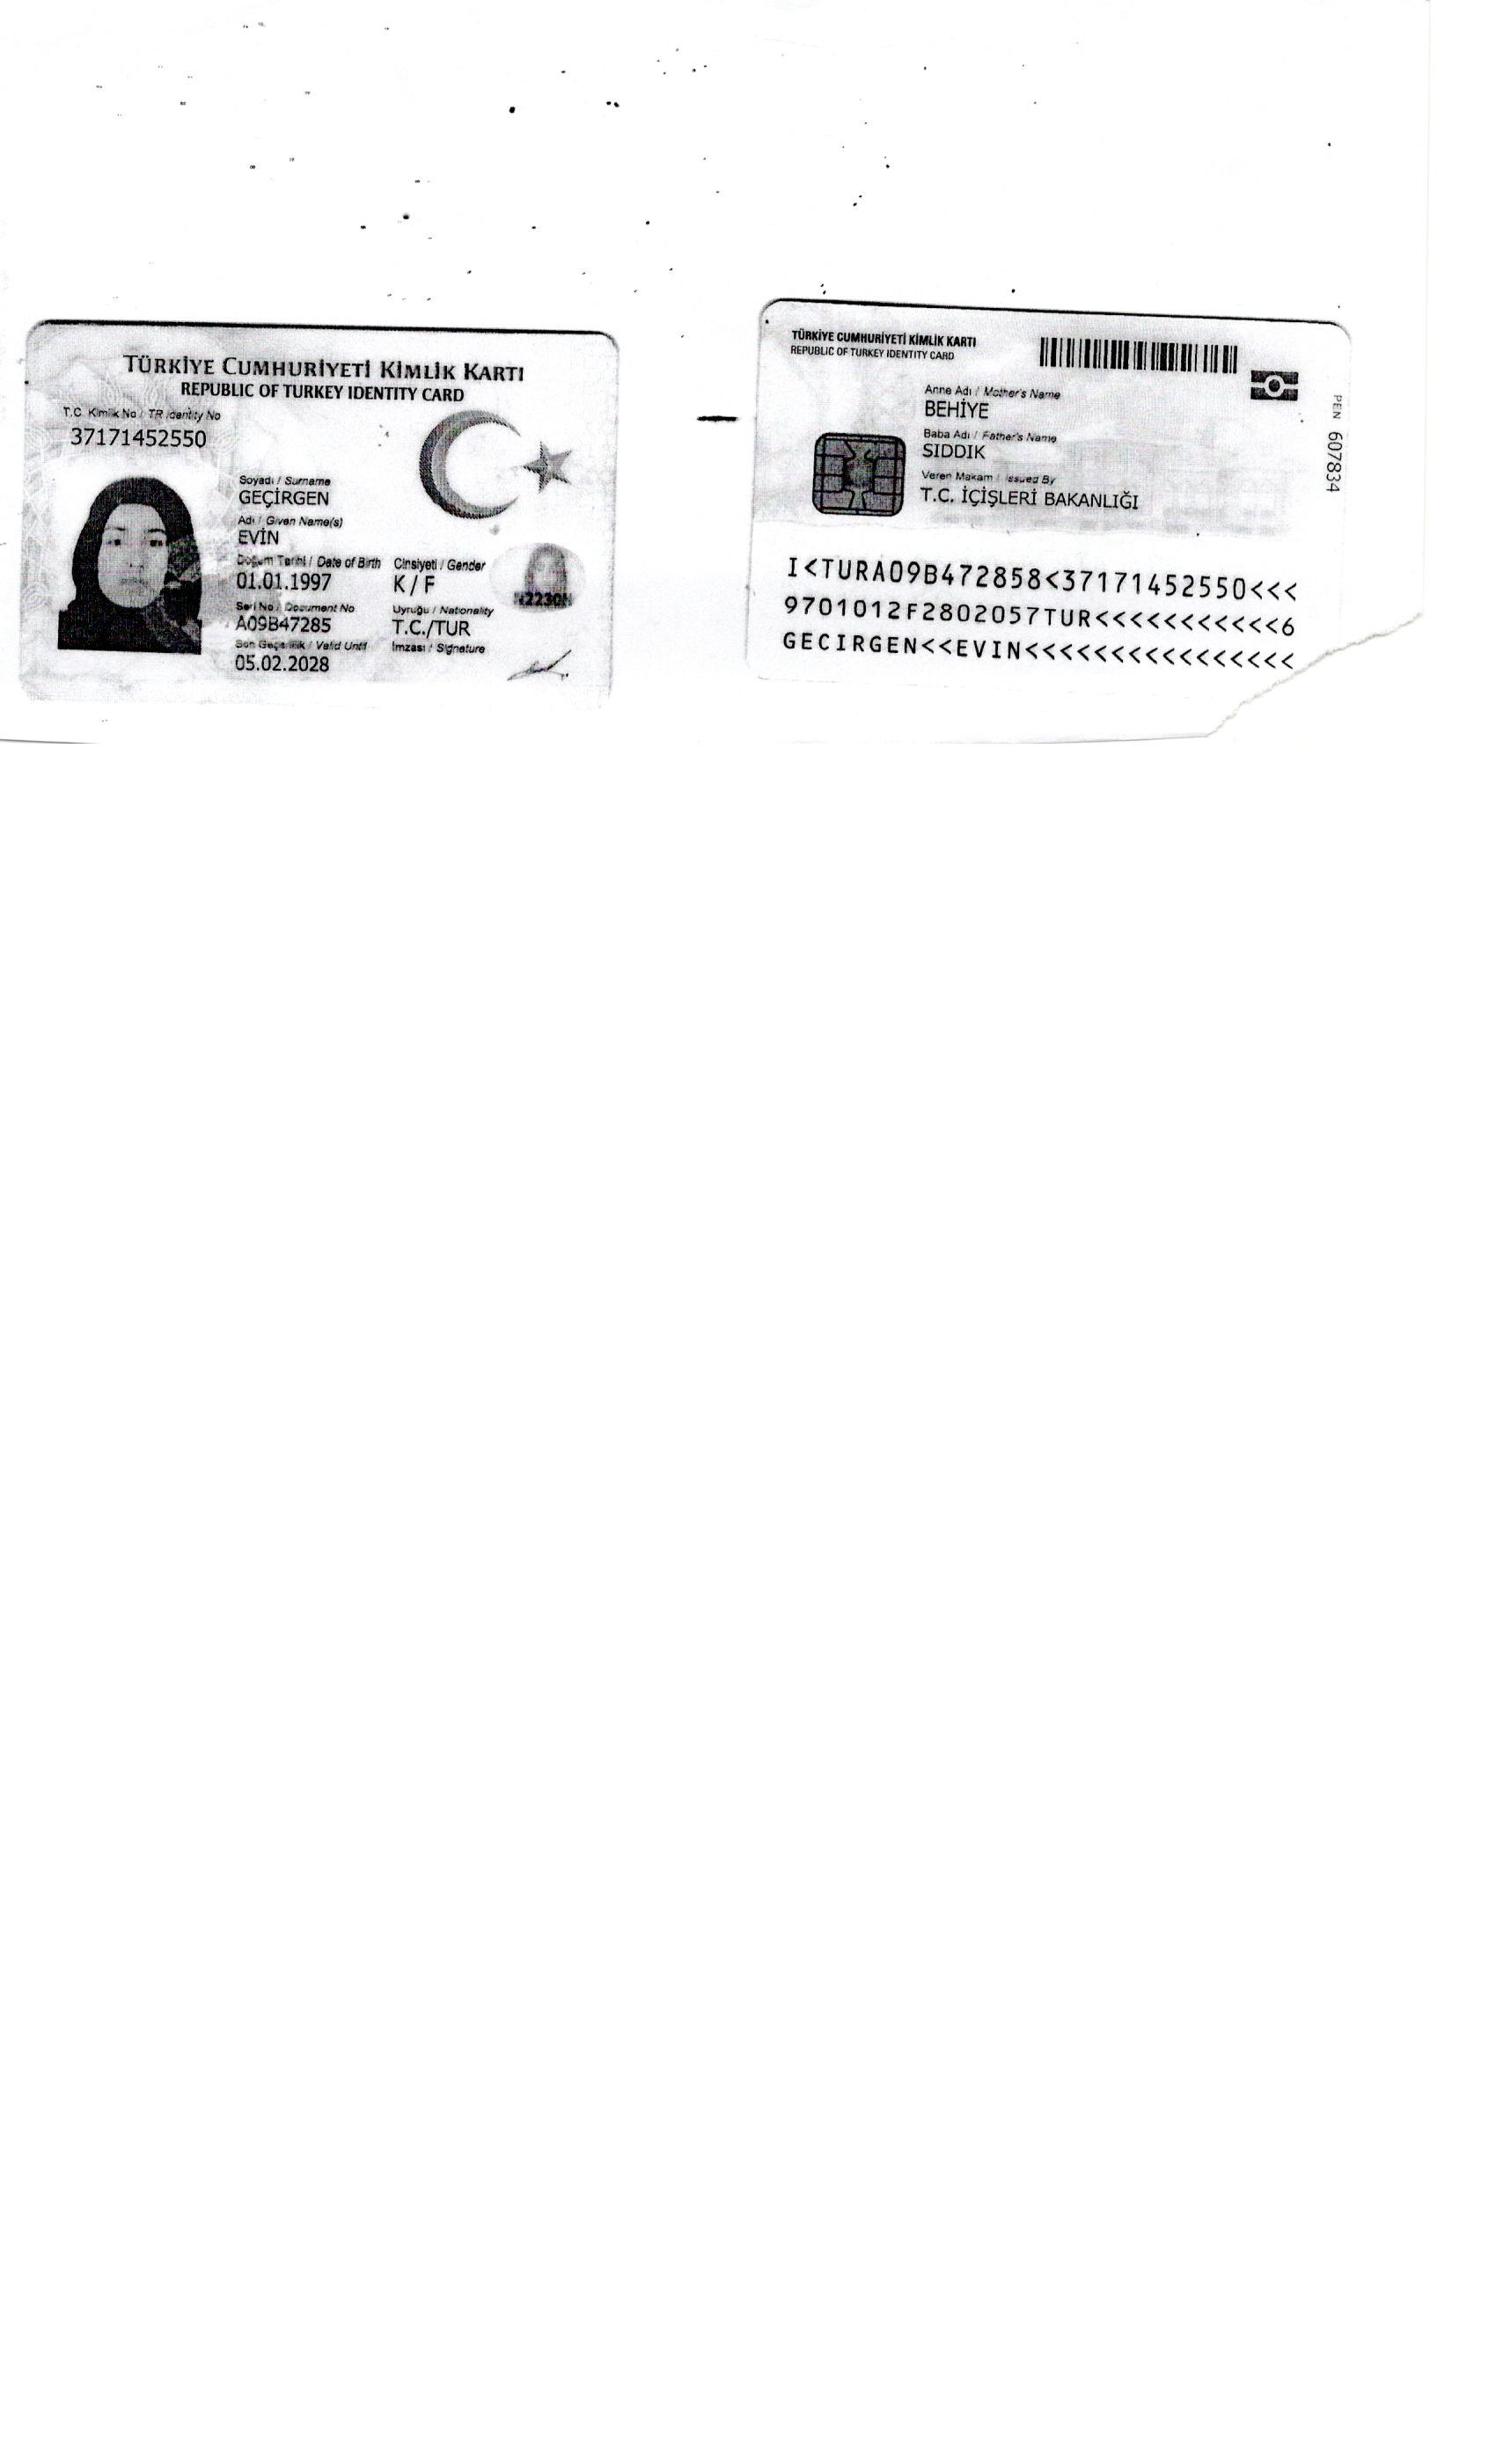 TÜRKİYE CUMHURİYETİ KİMLİK KARTI
REPUBLIC OF TURKEY IDENTITY CARD
T.C. Kimlik No / TR Identity No
37171452550
Soyadı / Surname
GEÇİRGEN
Adı / Given Name(s)
EVİN
Doğum Tarihi / Date of Birth Cinsiyeti / Gender
01.01.1997 K / F
Seri No / Document No Uyruğu / Nationality
A09B47285 T.C./TUR
Son Geçerlilik / Valid Until İmzası / Signature
05.02.2028
TÜRKİYE CUMHURİYETİ KİMLİK KARTI
REPUBLIC OF TURKEY IDENTITY CARD
Anne Adı / Mother's Name
BEHİYE
Baba Adı / Father's Name
SIDDIK
Veren Makam / Issued By
T.C. İÇİŞLERİ BAKANLIĞI
PEN 607834
I<TURA09B472858<37171452550<<<
9701012F2802057TUR<<<<<<<<<<<6
GECIRGEN<<EVIN<<<<<<<<<<<<<<<<